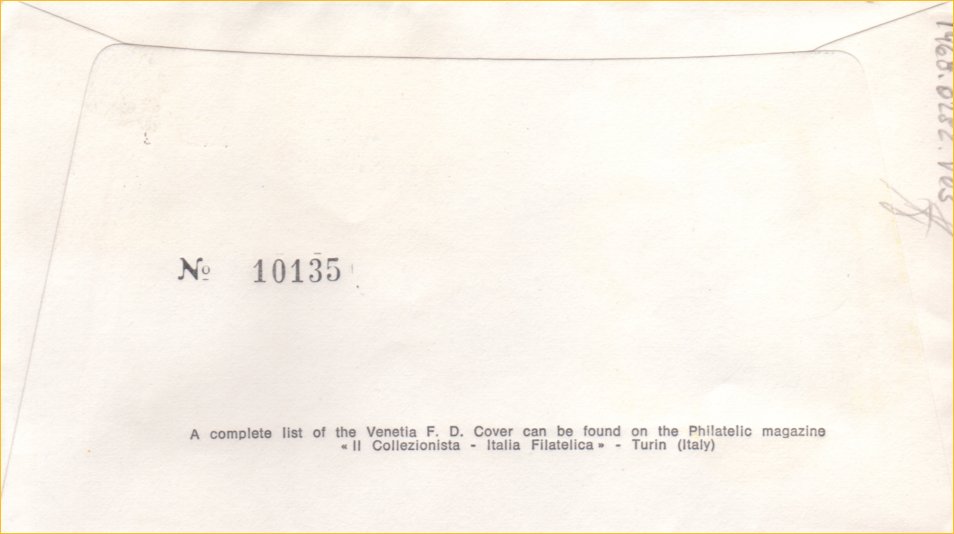 Nº 10135
A complete list of the Venetia F. D. Cover can be found on the Philatelic magazine
« Il Collezionista - Italia Filatelica » - Turin (Italy)